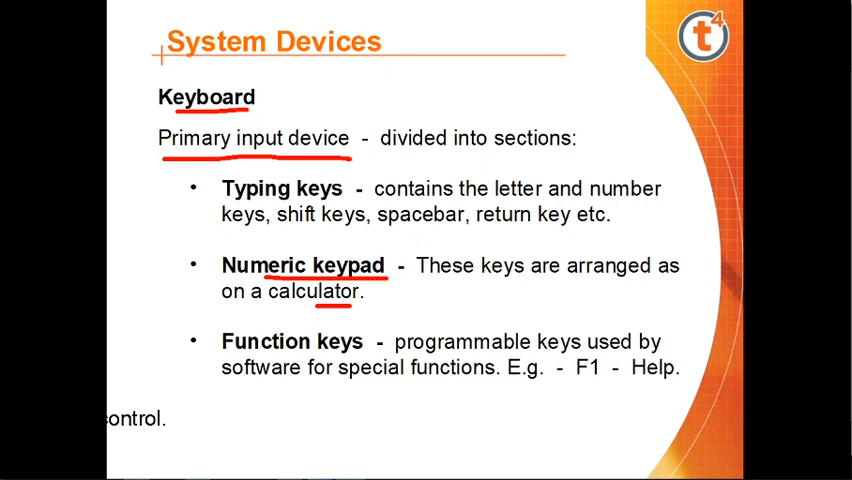 System Devices
t4
Keyboard
Primary input device - divided into sections:
• Typing keys - contains the letter and number
keys, shift keys, spacebar, return key etc.
• Numeric keypad - These keys are arranged as
on a calculator.
• Function keys - programmable keys used by
software for special functions. E.g. - F1 - Help.
control.